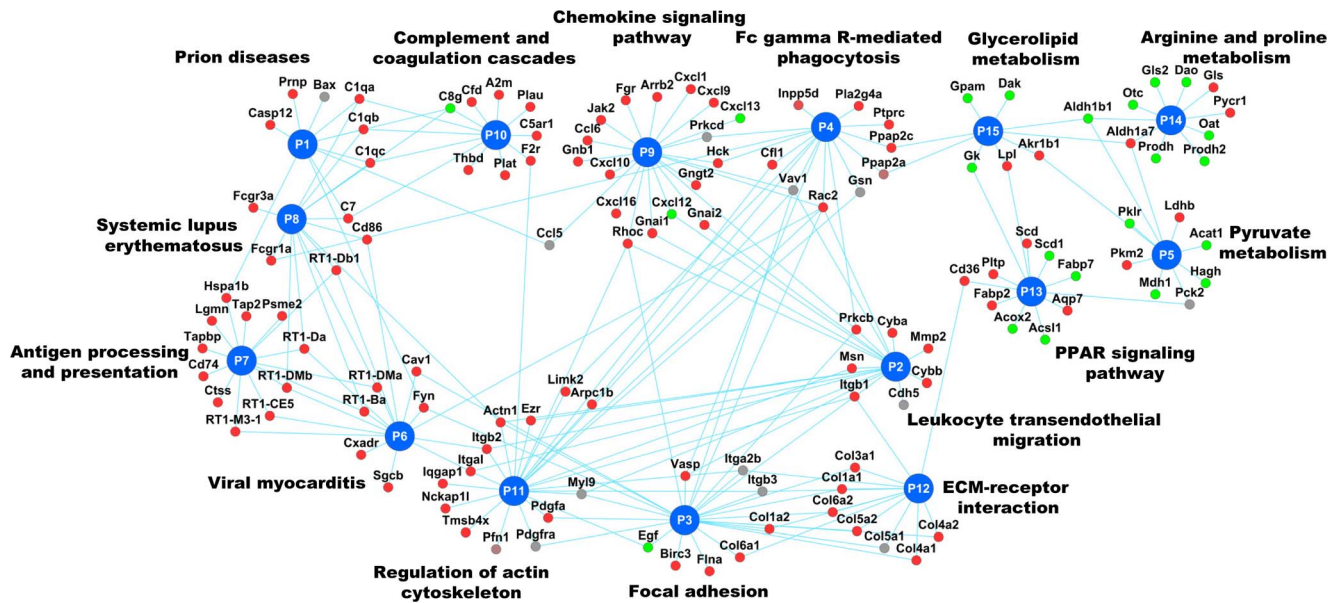 Chemokine signaling
pathway
Prion diseases
Complement and
coagulation cascades
Fc gamma R-mediated
phagocytosis
Glycerolipid
metabolism
Arginine and proline
metabolism
Prnp
Bax
C1qa
Casp12
C1qb
C1qc
P1
C8g
Cfd
A2m
Plau
C5ar1
F2r
Plat
Thbd
P10
Fgr
Arrb2
Cxcl1
Cxcl9
Cxcl13
Jak2
Ccl6
Gnb1
Cxcl10
Prkcd
Hck
Gngt2
P9
Cxcl16
Cxcl12
Gnai1
Gnai2
Rhoc
Ccl5
Inpp5d
Pla2g4a
Ptprc
Ppap2c
Ppap2a
P4
Cfl1
Vav1
Rac2
Gsn
Gpam
Dak
P15
Gk
Lpl
Akr1b1
Aldh1b1
Aldh1a7
Otc
Gls2
Dao
Gls
Pycr1
Oat
Prodh
Prodh2
P14
Fcgr3a
P8
C7
Cd86
Fcgr1a
RT1-Db1
Systemic lupus
erythematosus
Pklr
Ldhb
Acat1
Pkm2
P5
Hagh
Mdh1
Pck2
Pyruvate
metabolism
Scd
Scd1
Pltp
Fabp7
Cd36
Fabp2
P13
Aqp7
Acox2
Acsl1
PPAR signaling
pathway
Hspa1b
Lgmn
Tap2
Psme2
Tapbp
RT1-Da
Cd74
P7
Ctss
RT1-DMb
RT1-DMa
RT1-CE5
RT1-Ba
RT1-M3-1
Antigen processing
and presentation
Cav1
Fyn
P6
Cxadr
Sgcb
Viral myocarditis
Prkcb
Cyba
Mmp2
Msn
P2
Cybb
Itgb1
Cdh5
Leukocyte transendothelial
migration
Limk2
Arpc1b
Actn1
Ezr
Itgb2
Itgal
Iqgap1
P11
Myl9
Nckap1l
Tmsb4x
Pdgfa
Pfn1
Pdgfra
Regulation of actin
cytoskeleton
Vasp
Itga2b
Itgb3
P3
Egf
Birc3
Flna
Col6a1
Col1a2
Focal adhesion
Col3a1
Col1a1
Col6a2
Col5a2
Col5a1
Col4a2
Col4a1
P12
ECM-receptor
interaction